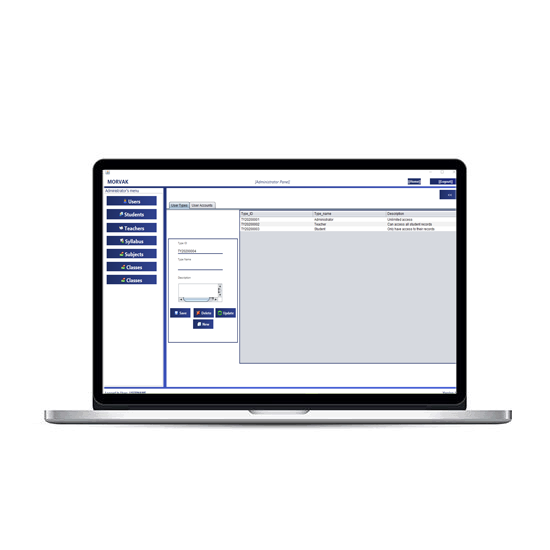 MORVAK
[Administrator Panel]
[Home]
[Logout]
Administrator's menu
Users
Students
Teachers
Syllabus
Subjects
Classes
Classes
User Types
User Accounts
Type_ID Type_name Description
TY20200001 Administrator Unlimited access
TY20200002 Teacher Can access all student records
TY20200003 Student Only have access to their records
Type ID
TY20200004
Type Name
Description
Save
Delete
Update
New